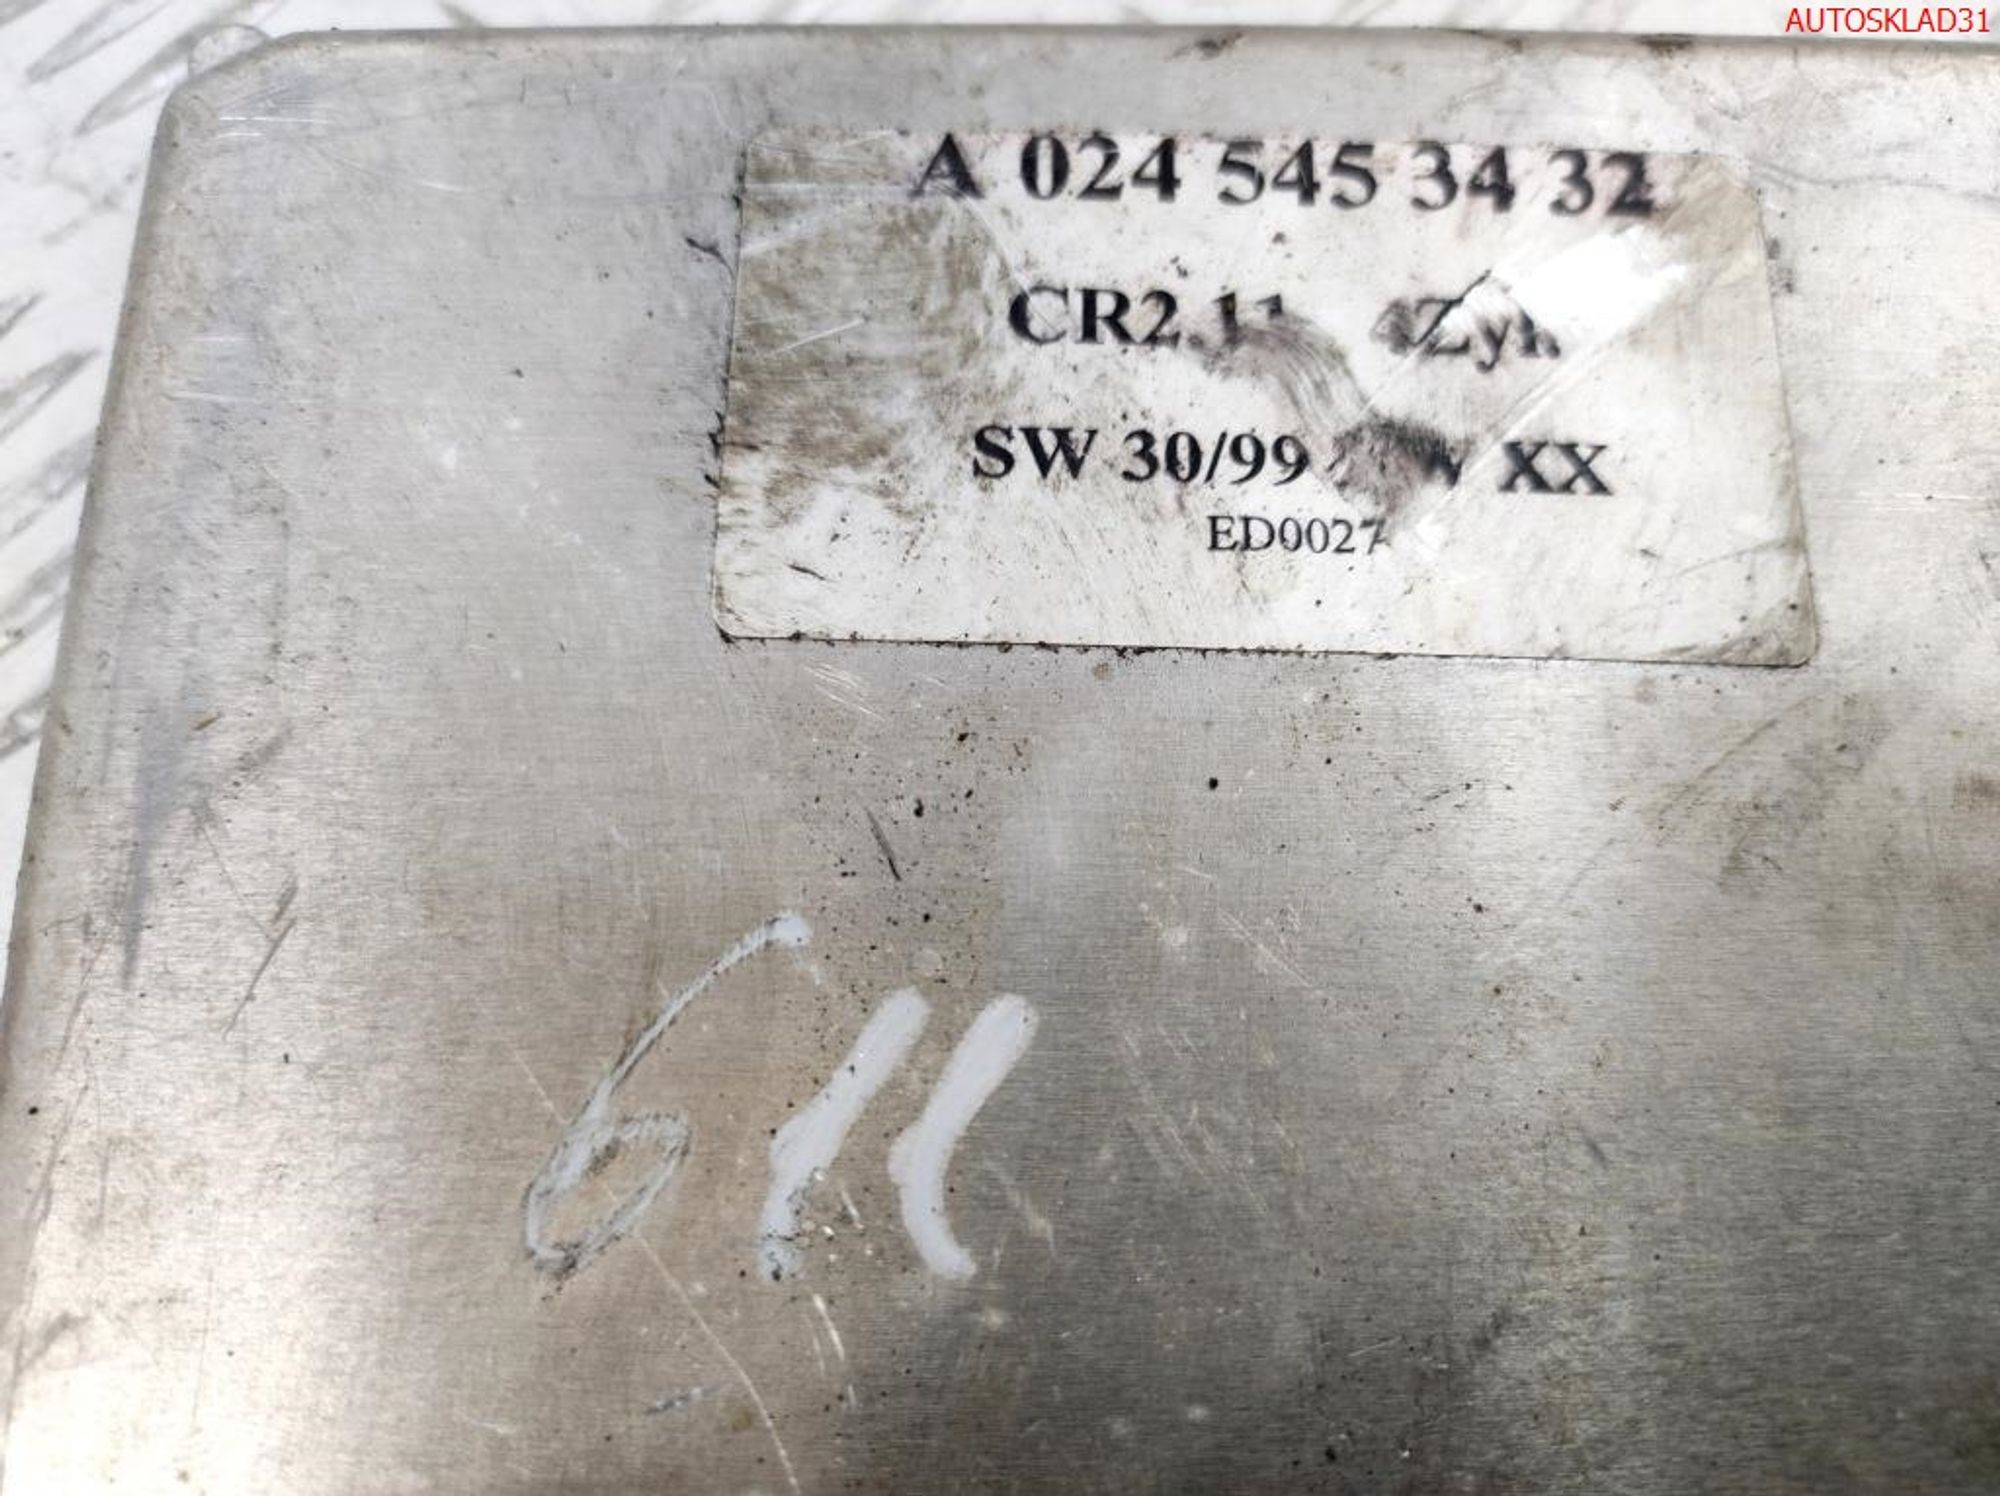 AUTOSKLAD31
A 024 545 34 32
CR2.11
SW 30/99 XX
ED0027
611